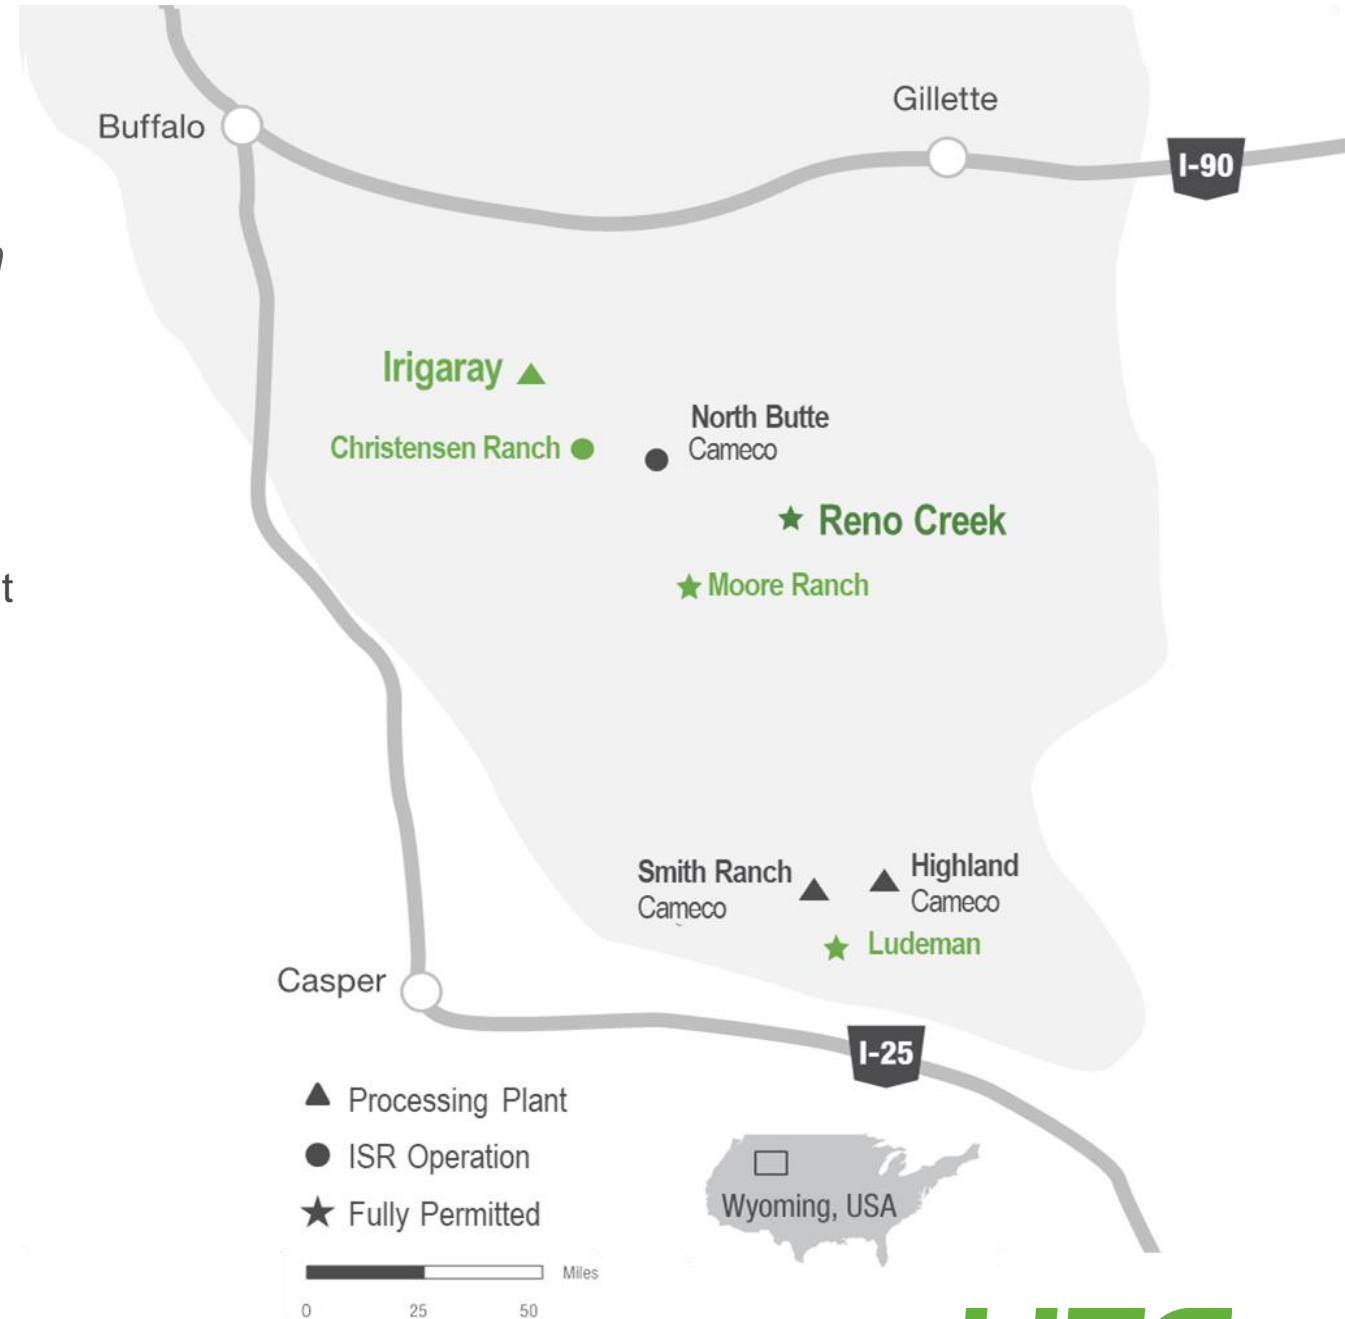 Gillette
Buffalo
I-90
Irigaray
North Butte
Christensen Ranch
Cameco
Reno Creek
t
Moore Ranch
Smith Ranch
Highland
Cameco
Cameco
Ludeman
Casper
I-25
Processing Plant
ISR Operation
Wyoming, USA
Fully Permitted
Miles
0 25 50